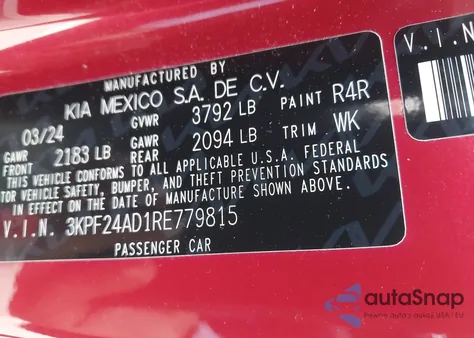 MANUFACTURED BY
KIA MEXICO S.A. DE C.V.
03/24 GVWR 3792 LB PAINT R4R
GAWR FRONT 2183 LB GAWR REAR 2094 LB TRIM WK
THIS VEHICLE CONFORMS TO ALL APPLICABLE U.S.A. FEDERAL
TOR VEHICLE SAFETY, BUMPER, AND THEFT PREVENTION STANDARDS
IN EFFECT ON THE DATE OF MANUFACTURE SHOWN ABOVE.
V.I.N. 3KPF24AD1RE779815
PASSENGER CAR
V.I.N
autoSnap